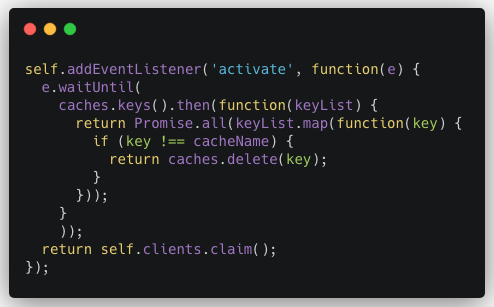 self.addEventListener('activate', function(e) {
  e.waitUntil(
    caches.keys().then(function(keyList) {
      return Promise.all(keyList.map(function(key) {
        if (key !== cacheName) {
          return caches.delete(key);
        }
      }));
    }
    ));
  return self.clients.claim();
});